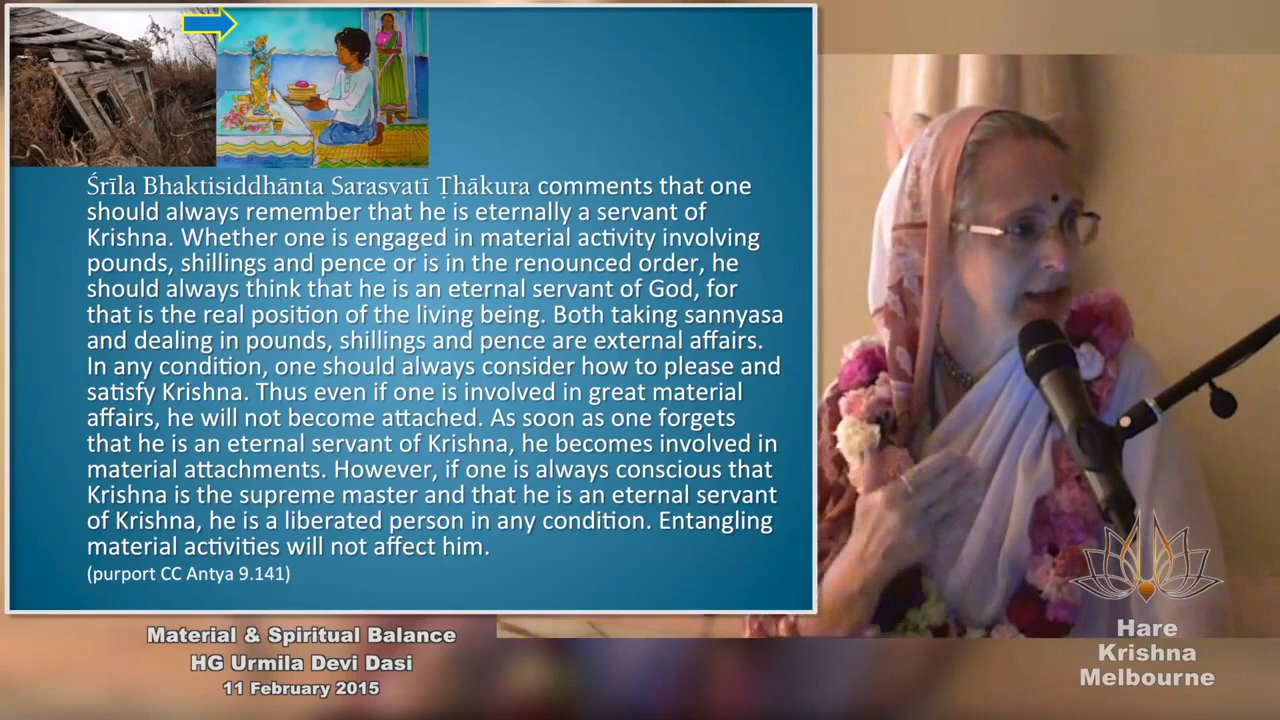 Śrīla Bhaktisiddhānta Sarasvatī Ṭhākura comments that one
should always remember that he is eternally a servant of
Krishna. Whether one is engaged in material activity involving
pounds, shillings and pence or is in the renounced order, he
should always think that he is an eternal servant of God, for
that is the real position of the living being. Both taking sannyasa
and dealing in pounds, shillings and pence are external affairs.
In any condition, one should always consider how to please and
satisfy Krishna. Thus even if one is involved in great material
affairs, he will not become attached. As soon as one forgets
that he is an eternal servant of Krishna, he becomes involved in
material attachments. However, if one is always conscious that
Krishna is the supreme master and that he is an eternal servant
of Krishna, he is a liberated person in any condition. Entangling
material activities will not affect him.
(purport CC Antya 9.141)
Material & Spiritual Balance
HG Urmila Devi Dasi
11 February 2015
Hare
Krishna
Melbourne